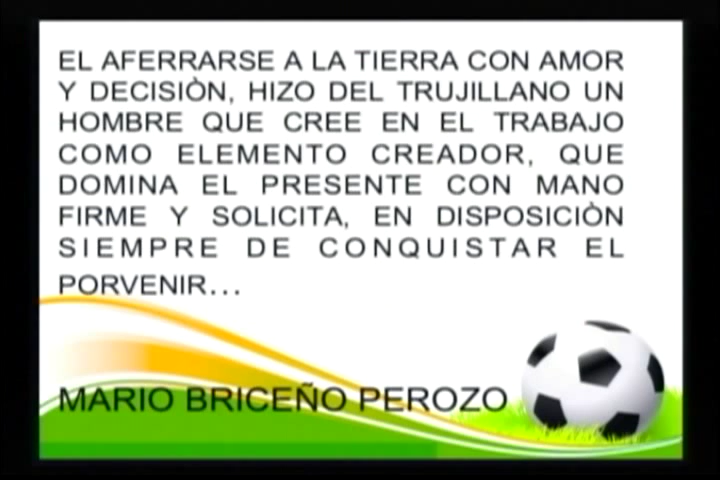 EL AFERRARSE A LA TIERRA CON AMOR
Y DECISIÒN, HIZO DEL TRUJILLANO UN
HOMBRE QUE CREE EN EL TRABAJO
COMO ELEMENTO CREADOR, QUE
DOMINA EL PRESENTE CON MANO
FIRME Y SOLICITA, EN DISPOSICIÒN
SIEMPRE DE CONQUISTAR EL
PORVENIR...
MARIO BRICEÑO PEROZO